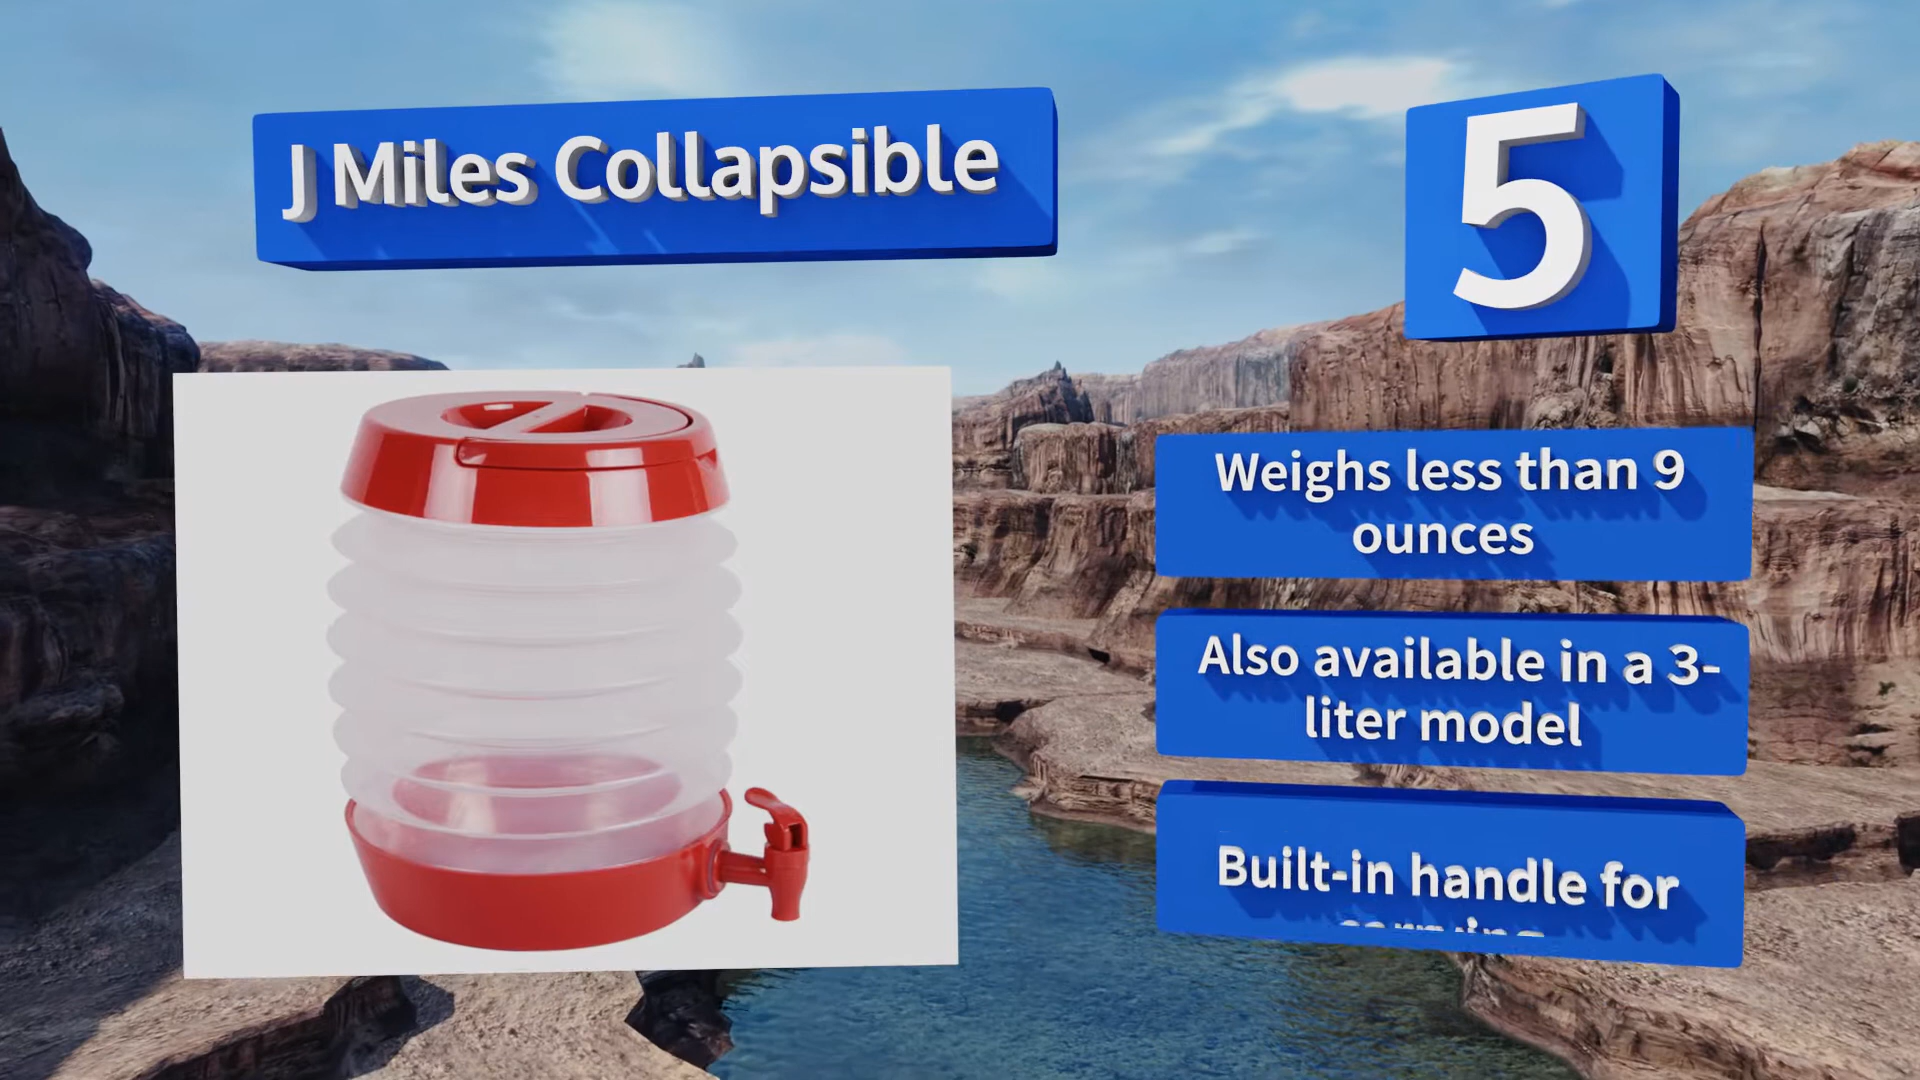 J Miles Collapsible
5
Weighs less than 9
ounces
Also available in a 3-
liter model
Built-in handle for